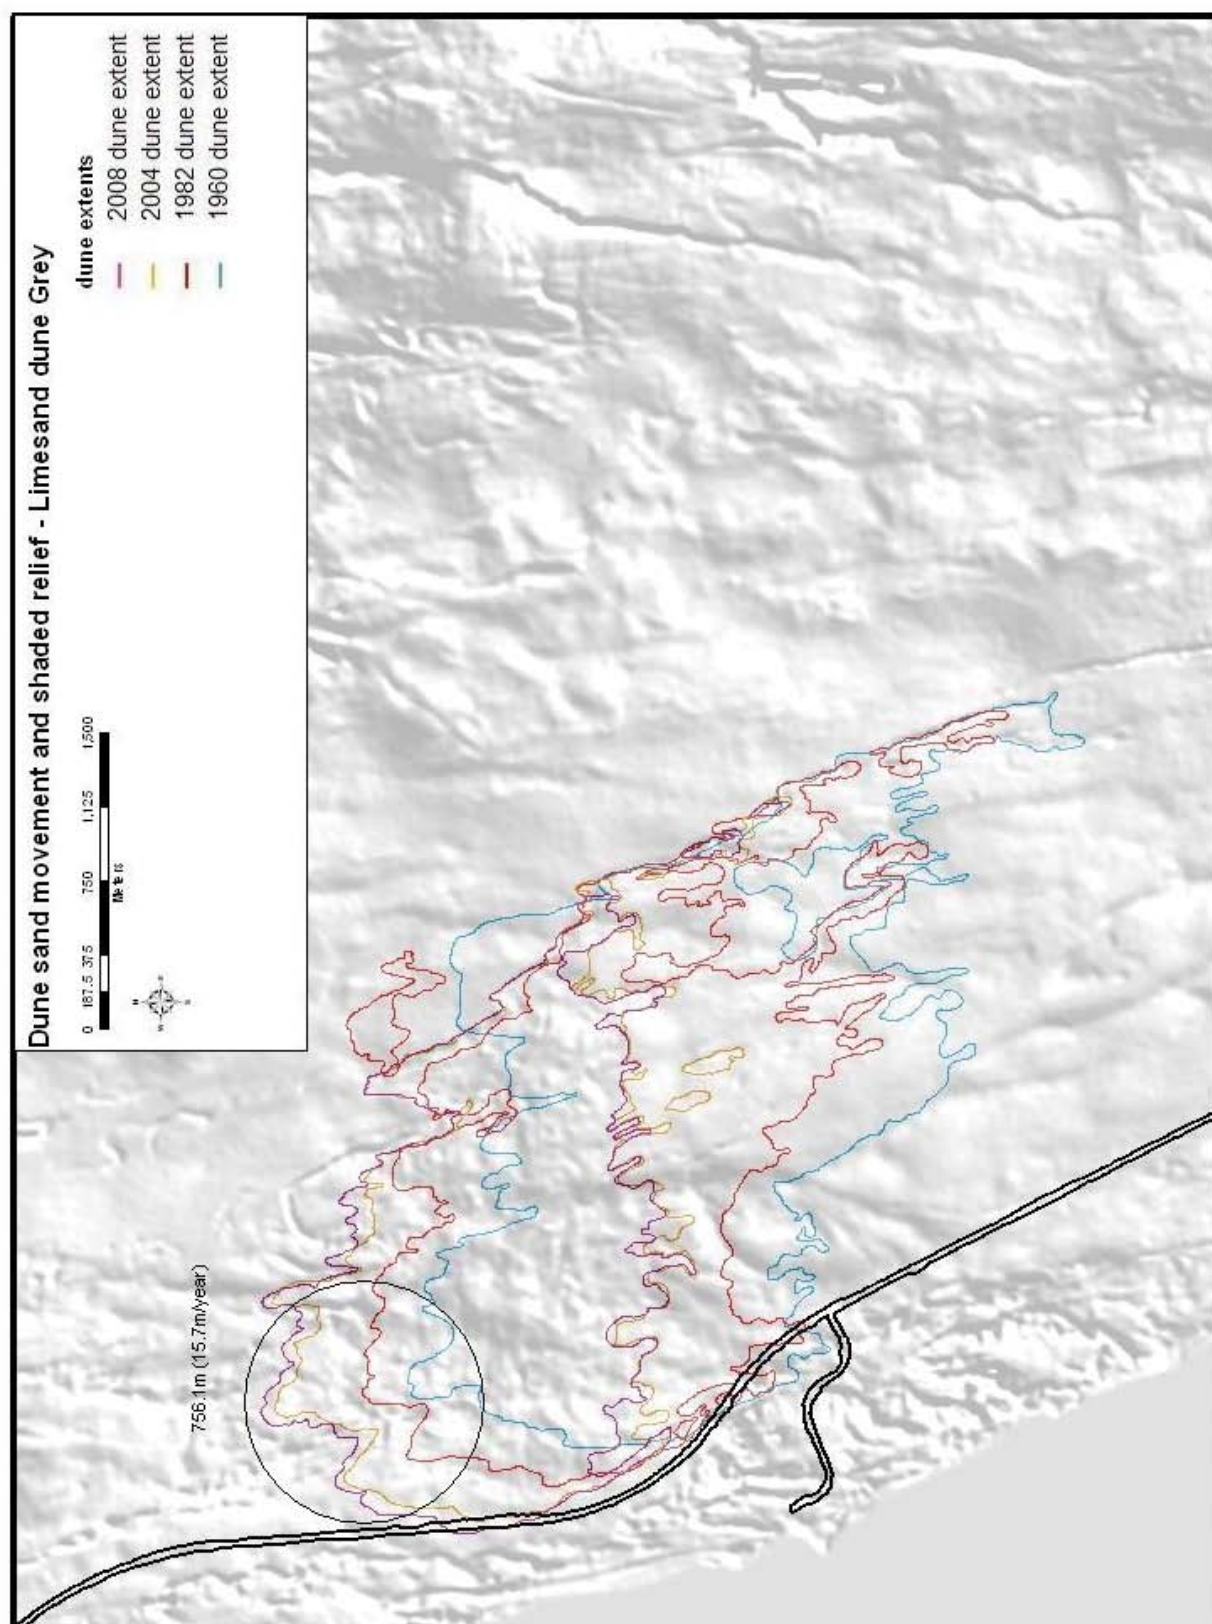 Dune sand movement and shaded relief - Limesand dune Grey
0 187.5 375 750 1,125 1,500
Meters
dune extents
2008 dune extent
2004 dune extent
1982 dune extent
1960 dune extent
756.1m (15.7m/year)